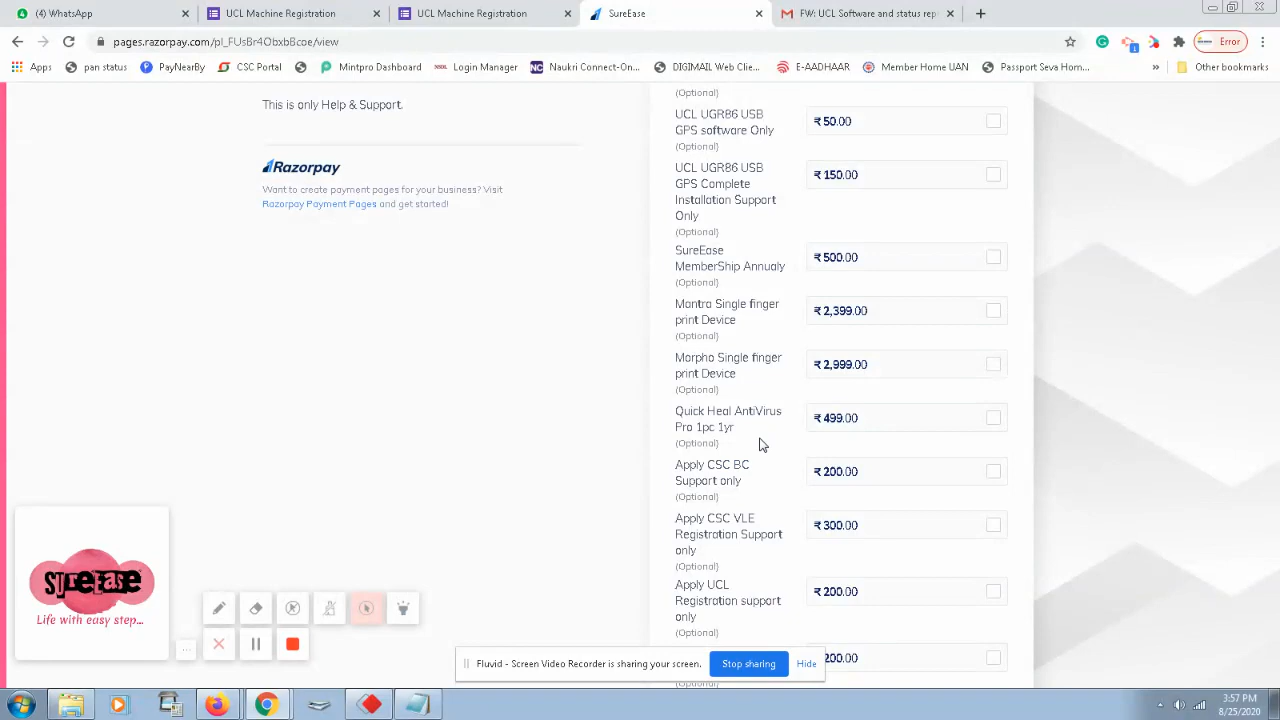 WhatsApp
UCL Machine Registration
UCL Machine Registration
SureEase
FW: UCL Software and status rep
pages.razorpay.com/pl_FUsBr4ObxbBcoe/view
Error
Apps
pan status
PayNearBy
CSC Portal
Mintpro Dashboard
Login Manager
Naukri Connect-On...
DIGIMAIL Web Clie...
E-AADHAAR
Member Home UAN
Passport Seva Hom...
»
Other bookmarks
This is only Help & Support.
Razorpay
Want to create payment pages for your business? Visit
Razorpay Payment Pages and get started!
(Optional)
UCL UGR86 USB
GPS software Only
(Optional)
₹ 50.00
UCL UGR86 USB
GPS Complete
Installation Support
Only
(Optional)
₹ 150.00
SureEase
MemberShip Annualy
(Optional)
₹ 500.00
Mantra Single finger
print Device
(Optional)
₹ 2,399.00
Morpho Single finger
print Device
(Optional)
₹ 2,999.00
Quick Heal AntiVirus
Pro 1pc 1yr
(Optional)
₹ 499.00
Apply CSC BC
Support only
(Optional)
₹ 200.00
Apply CSC VLE
Registration Support
only
(Optional)
₹ 300.00
Apply UCL
Registration support
only
(Optional)
₹ 200.00
200.00
SureEase
Life with easy step...
...
Fluvid - Screen Video Recorder is sharing your screen.
Stop sharing
Hide
3:57 PM
8/25/2020